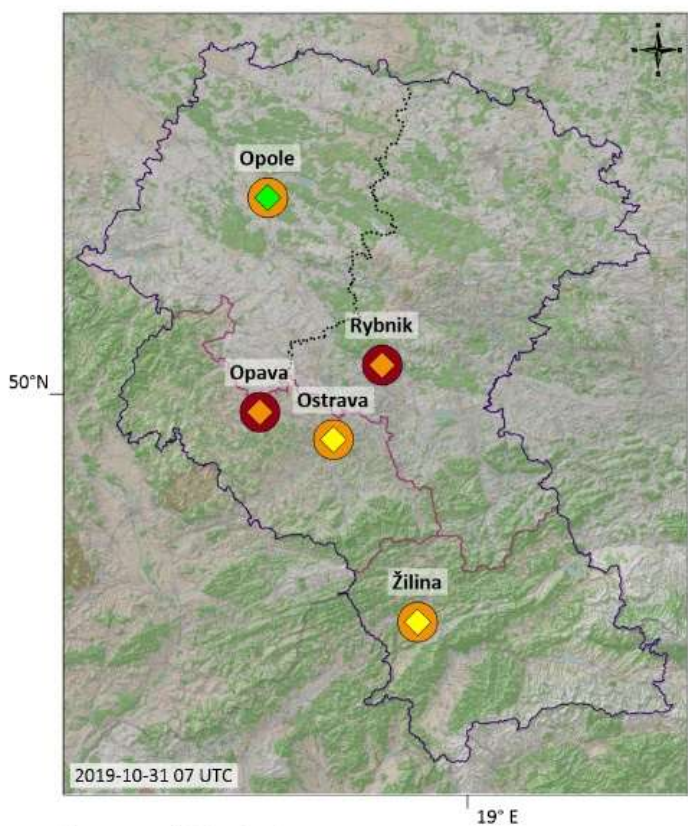 Opole
Rybnik
50°N
Opava
Ostrava
Žilina
2019-10-31 07 UTC
19° E